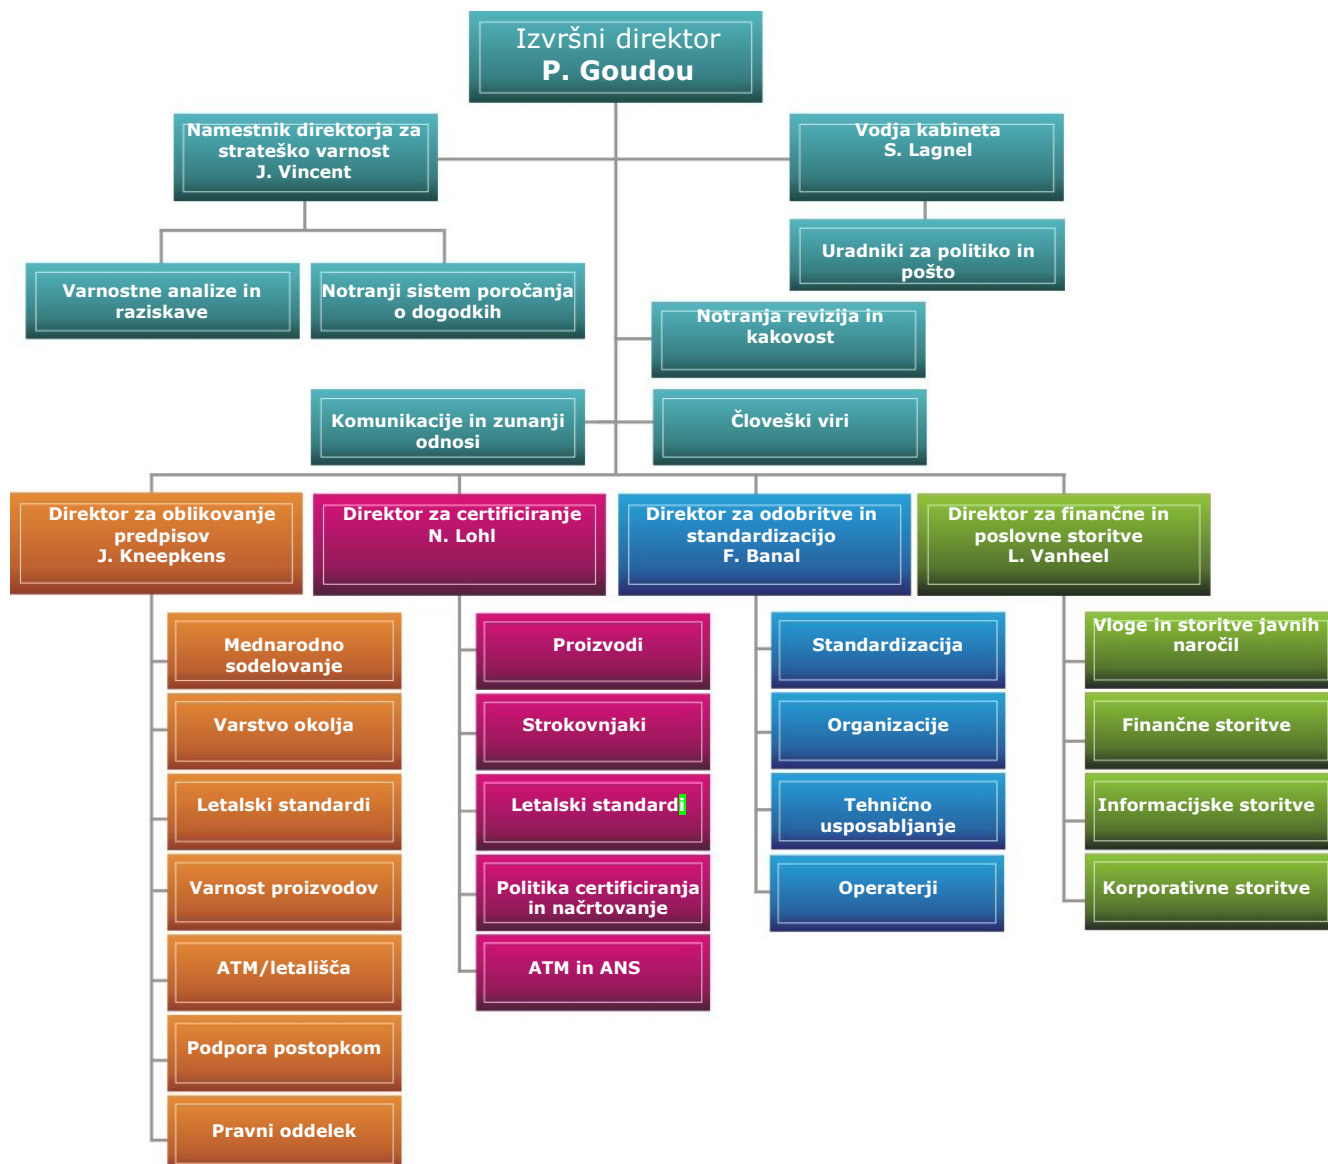 Izvršni direktor
P. Goudou
Namestnik direktorja za
strateško varnost
J. Vincent
Vodja kabineta
S. Lagnel
Uradniki za politiko in
pošto
Varnostne analize in
raziskave
Notranji sistem poročanja
o dogodkih
Notranja revizija in
kakovost
Komunikacije in zunanji
odnosi
Človeški viri
Direktor za oblikovanje
predpisov
J. Kneepkens
Mednarodno
sodelovanje
Varstvo okolja
Letalski standardi
Varnost proizvodov
ATM/letališča
Podpora postopkom
Pravni oddelek
Direktor za certificiranje
N. Lohl
Proizvodi
Strokovnjaki
Letalski standardi
Politika certificiranja
in načrtovanje
ATM in ANS
Direktor za odobritve in
standardizacijo
F. Banal
Standardizacija
Organizacije
Tehnično
usposabljanje
Operaterji
Direktor za finančne in
poslovne storitve
L. Vanheel
Vloge in storitve javnih
naročil
Finančne storitve
Informacijske storitve
Korporativne storitve